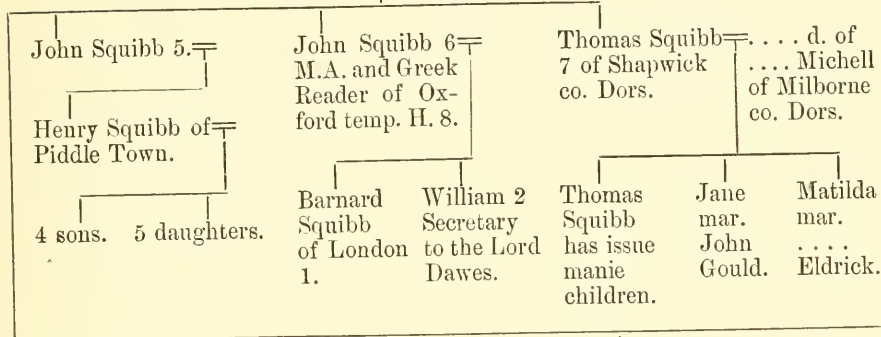 John Squibb 5.
Henry Squibb of
Piddle Town.
4 sons. 5 daughters.
John Squibb 6
M.A. and Greek
Reader of Ox-
ford temp. H. 8.
Barnard
Squibb
of London
1.
William 2
Secretary
to the Lord
Dawes.
Thomas Squibb
7 of Shapwick
co. Dors.
. . . . d. of
. . . . Michell
of Milborne
co. Dors.
Thomas
Squibb
has issue
manie
children.
Jane
mar.
John
Gould.
Matilda
mar.
. . . .
Eldrick.